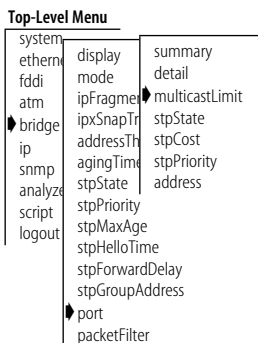 Top-Level Menu
system
etherne
fddi
atm
bridge
ip
snmp
analyze
script
logout
display
mode
ipFragmen
ipxSnapTr
addressTh
agingTime
stpState
stpPriority
stpMaxAge
stpHelloTime
stpForwardDelay
stpGroupAddress
port
packetFilter
summary
detail
multicastLimit
stpState
stpCost
stpPriority
address